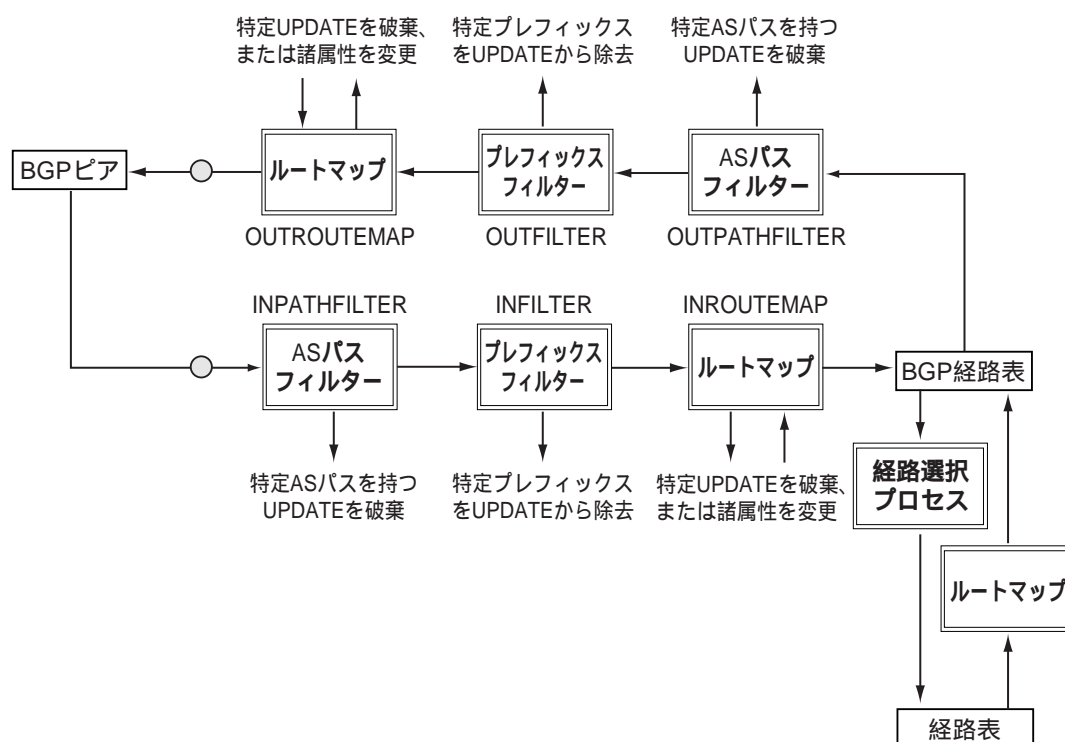 特定UPDATEを破棄、
または諸属性を変更
特定プレフィックス
をUPDATEから除去
特定ASパスを持つ
UPDATEを破棄
BGPピア
ルートマップ
プレフィックス
フィルター
ASパス
フィルター
OUTROUTEMAP
OUTFILTER
OUTPATHFILTER
INPATHFILTER
INFILTER
INROUTEMAP
ASパス
フィルター
プレフィックス
フィルター
ルートマップ
BGP経路表
特定ASパスを持つ
UPDATEを破棄
特定プレフィックス
をUPDATEから除去
特定UPDATEを破棄、
または諸属性を変更
経路選択
プロセス
ルートマップ
経路表